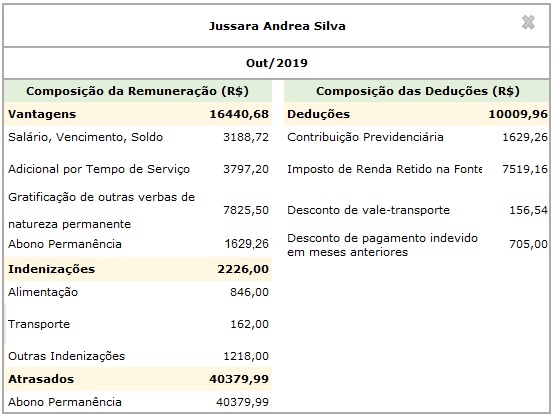 Jussara Andrea Silva
Out/2019
Composição da Remuneração (R$)
Vantagens 16440,68
Salário, Vencimento, Soldo 3188,72
Adicional por Tempo de Serviço 3797,20
Gratificação de outras verbas de
natureza permanente 7825,50
Abono Permanência 1629,26
Indenizações 2226,00
Alimentação 846,00
Transporte 162,00
Outras Indenizações 1218,00
Atrasados 40379,99
Abono Permanência 40379,99
Composição das Deduções (R$)
Deduções 10009,96
Contribuição Previdenciária 1629,26
Imposto de Renda Retido na Fonte 7519,16
Desconto de vale-transporte 156,54
Desconto de pagamento indevido
em meses anteriores 705,00